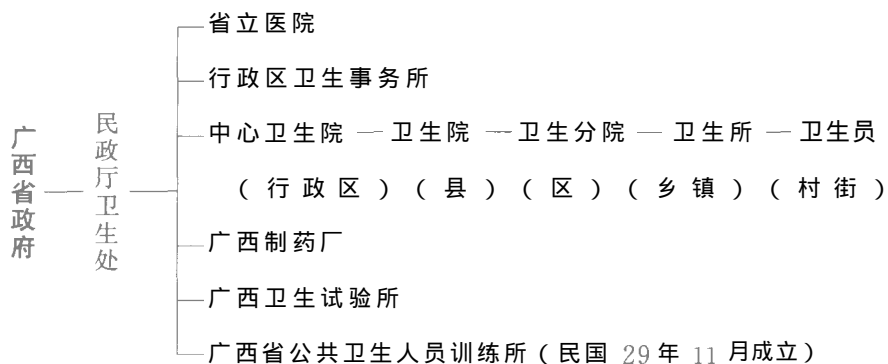 广西省政府
民政厅卫生处
省立医院
行政区卫生事务所
中心卫生院 — 卫生院 — 卫生分院 — 卫生所 — 卫生员
(行政区)(县)(区)(乡镇)(村街)
广西制药厂
广西卫生试验所
广西省公共卫生人员训练所(民国 29年 11月成立)